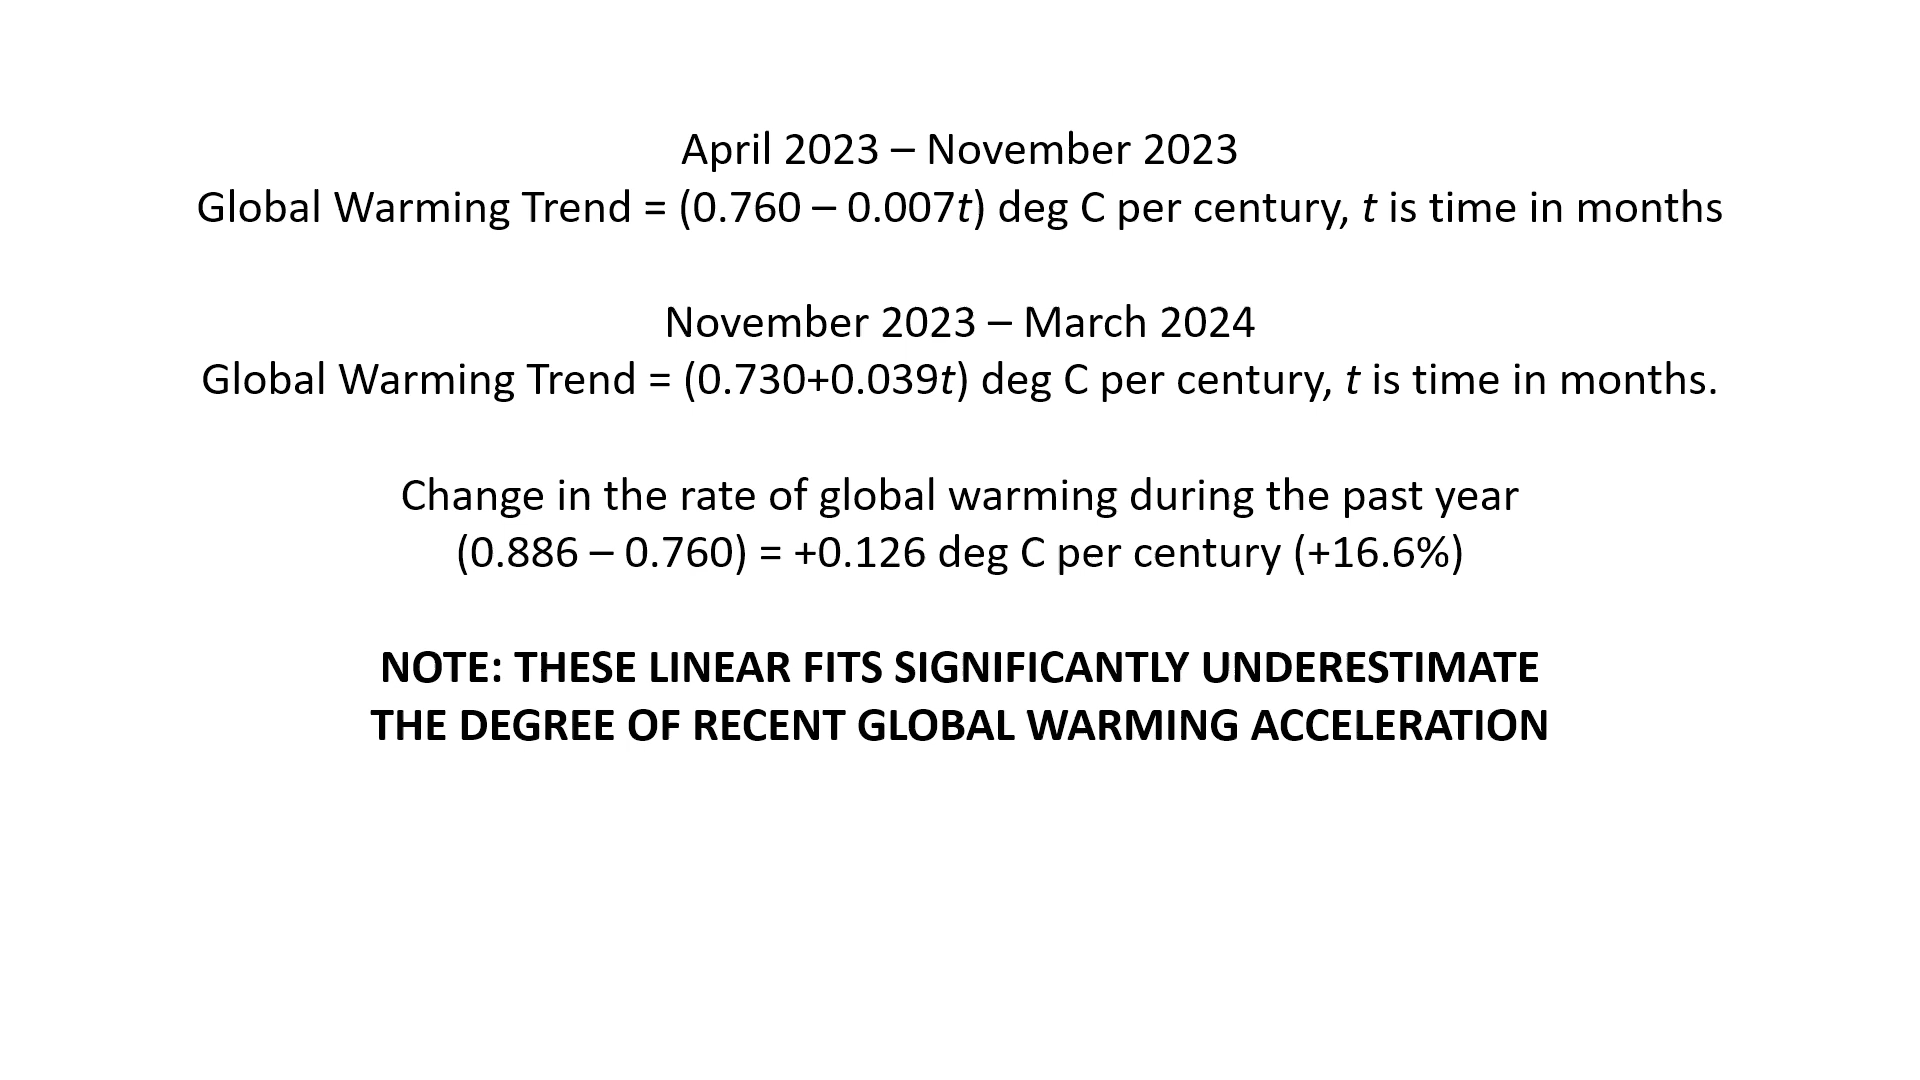 April 2023 – November 2023
Global Warming Trend = (0.760 – 0.007t) deg C per century, t is time in months
November 2023 – March 2024
Global Warming Trend = (0.730+0.039t) deg C per century, t is time in months.
Change in the rate of global warming during the past year
(0.886 – 0.760) = +0.126 deg C per century (+16.6%)
NOTE: THESE LINEAR FITS SIGNIFICANTLY UNDERESTIMATE
THE DEGREE OF RECENT GLOBAL WARMING ACCELERATION